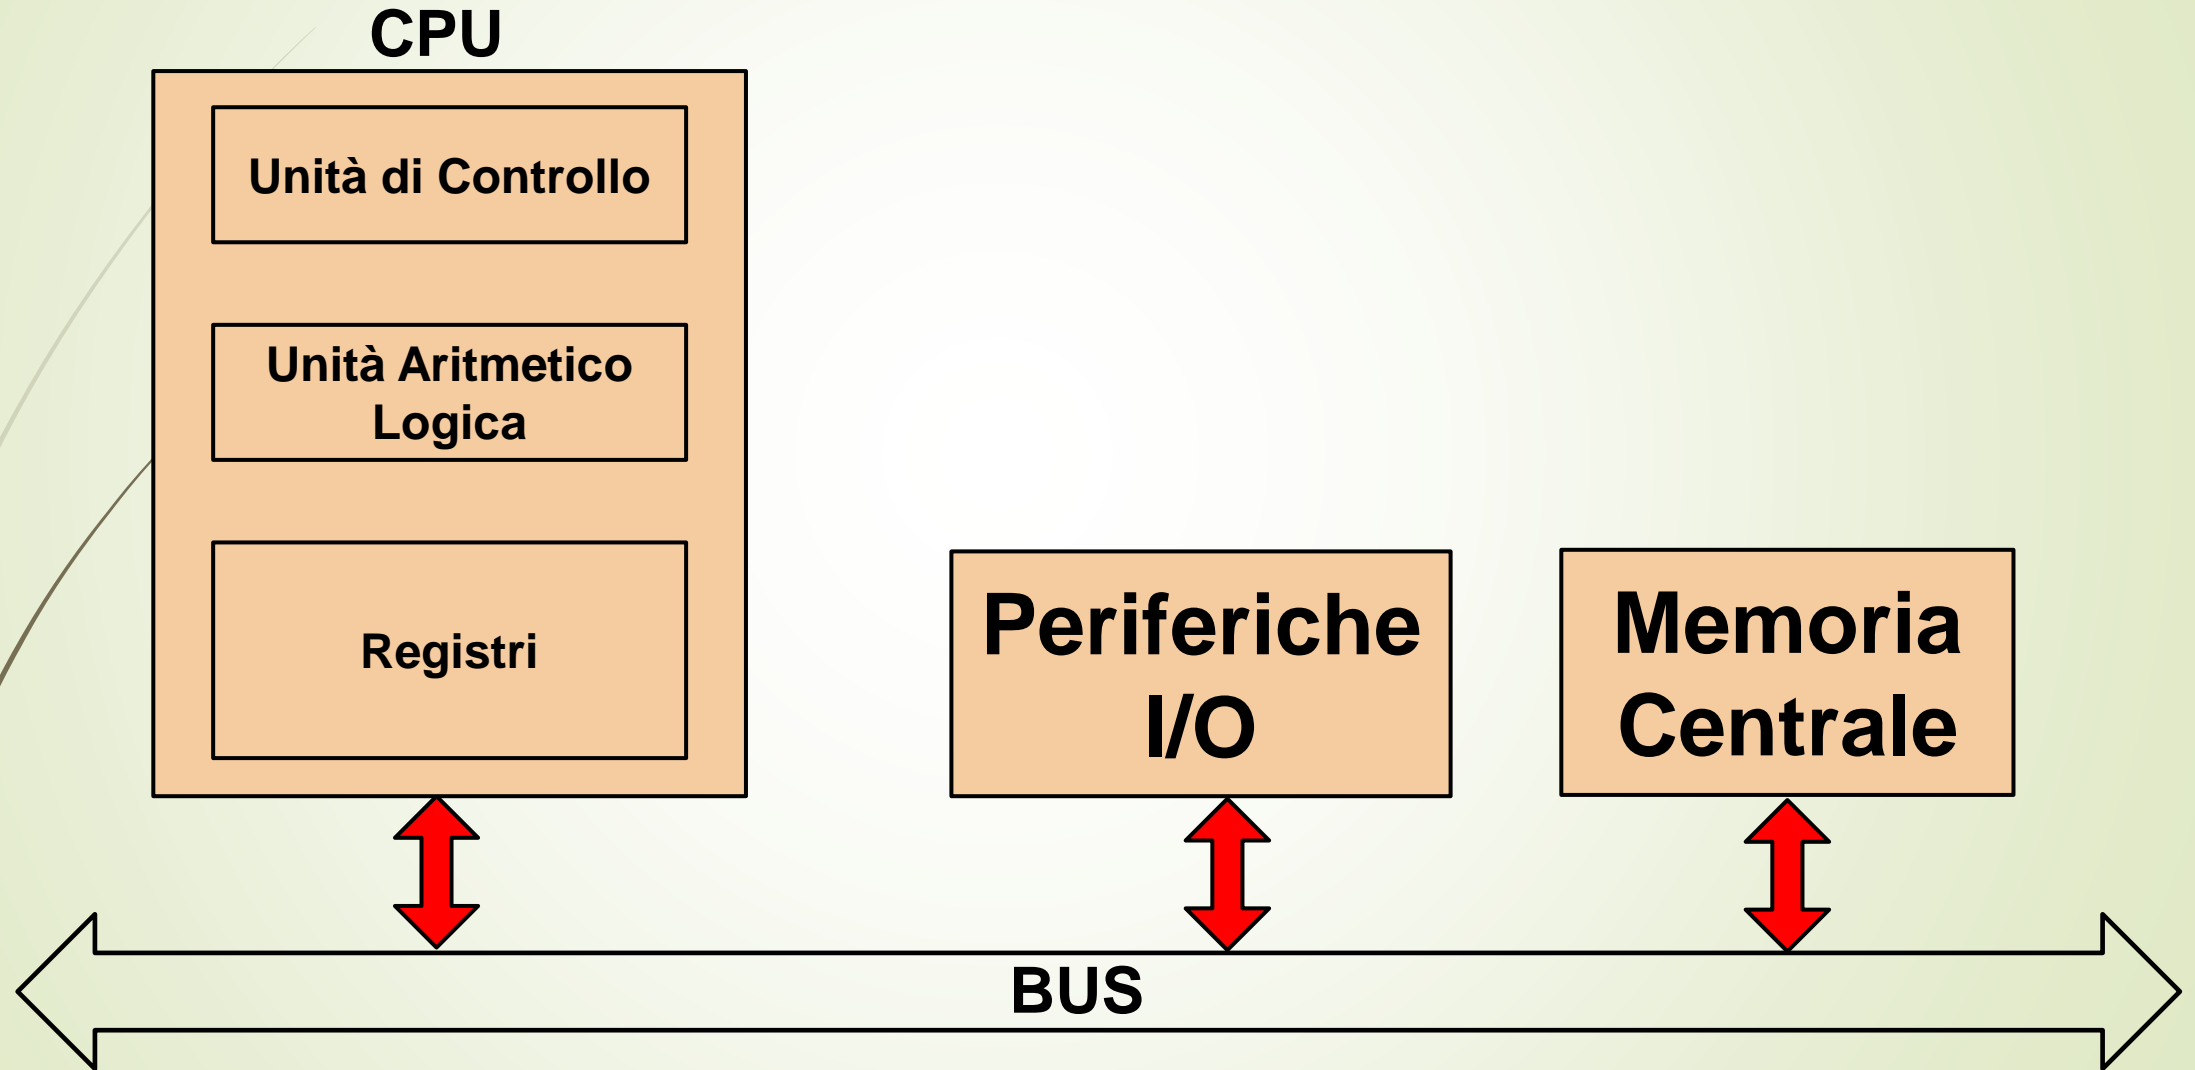 CPU
Unità di Controllo
Unità Aritmetico
Logica
Registri
Periferiche
I/O
Memoria
Centrale
BUS